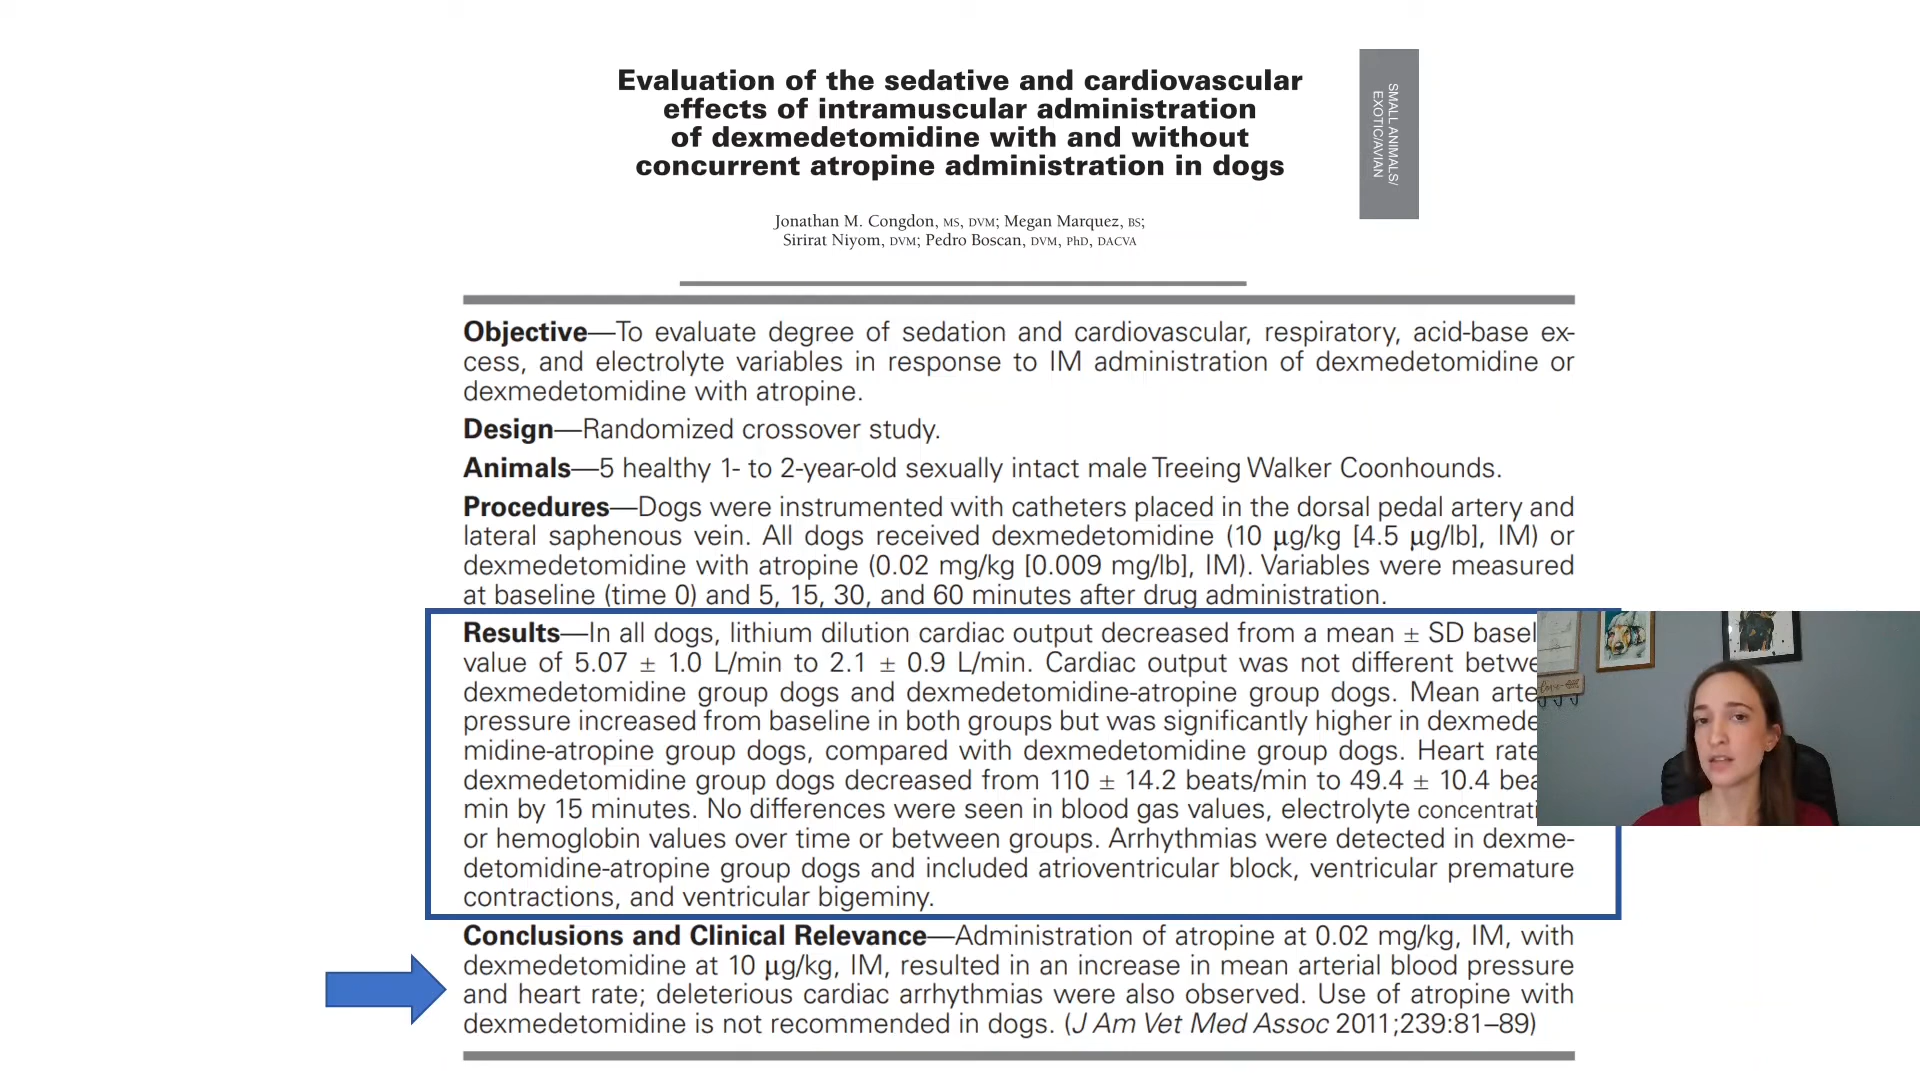 Evaluation of the sedative and cardiovascular
effects of intramuscular administration
of dexmedetomidine with and without
concurrent atropine administration in dogs
SMALL ANIMALS/
EXOTIC/AVIAN
Jonathan M. Congdon, MS, DVM; Megan Marquez, BS;
Sirirat Niyom, DVM; Pedro Boscan, DVM, PhD, DACVA
Objective—To evaluate degree of sedation and cardiovascular, respiratory, acid-base ex-
cess, and electrolyte variables in response to IM administration of dexmedetomidine or
dexmedetomidine with atropine.
Design—Randomized crossover study.
Animals—5 healthy 1- to 2-year-old sexually intact male Treeing Walker Coonhounds.
Procedures—Dogs were instrumented with catheters placed in the dorsal pedal artery and
lateral saphenous vein. All dogs received dexmedetomidine (10 μg/kg [4.5 μg/lb], IM) or
dexmedetomidine with atropine (0.02 mg/kg [0.009 mg/lb], IM). Variables were measured
at baseline (time 0) and 5, 15, 30, and 60 minutes after drug administration.
Results—In all dogs, lithium dilution cardiac output decreased from a mean ± SD basel
value of 5.07 ± 1.0 L/min to 2.1 ± 0.9 L/min. Cardiac output was not different betwe
dexmedetomidine group dogs and dexmedetomidine-atropine group dogs. Mean arte
pressure increased from baseline in both groups but was significantly higher in dexmede
midine-atropine group dogs, compared with dexmedetomidine group dogs. Heart rate
dexmedetomidine group dogs decreased from 110 ± 14.2 beats/min to 49.4 ± 10.4 bea
min by 15 minutes. No differences were seen in blood gas values, electrolyte concentrati
or hemoglobin values over time or between groups. Arrhythmias were detected in dexme-
detomidine-atropine group dogs and included atrioventricular block, ventricular premature
contractions, and ventricular bigeminy.
Conclusions and Clinical Relevance—Administration of atropine at 0.02 mg/kg, IM, with
dexmedetomidine at 10 μg/kg, IM, resulted in an increase in mean arterial blood pressure
and heart rate; deleterious cardiac arrhythmias were also observed. Use of atropine with
dexmedetomidine is not recommended in dogs. (J Am Vet Med Assoc 2011;239:81–89)